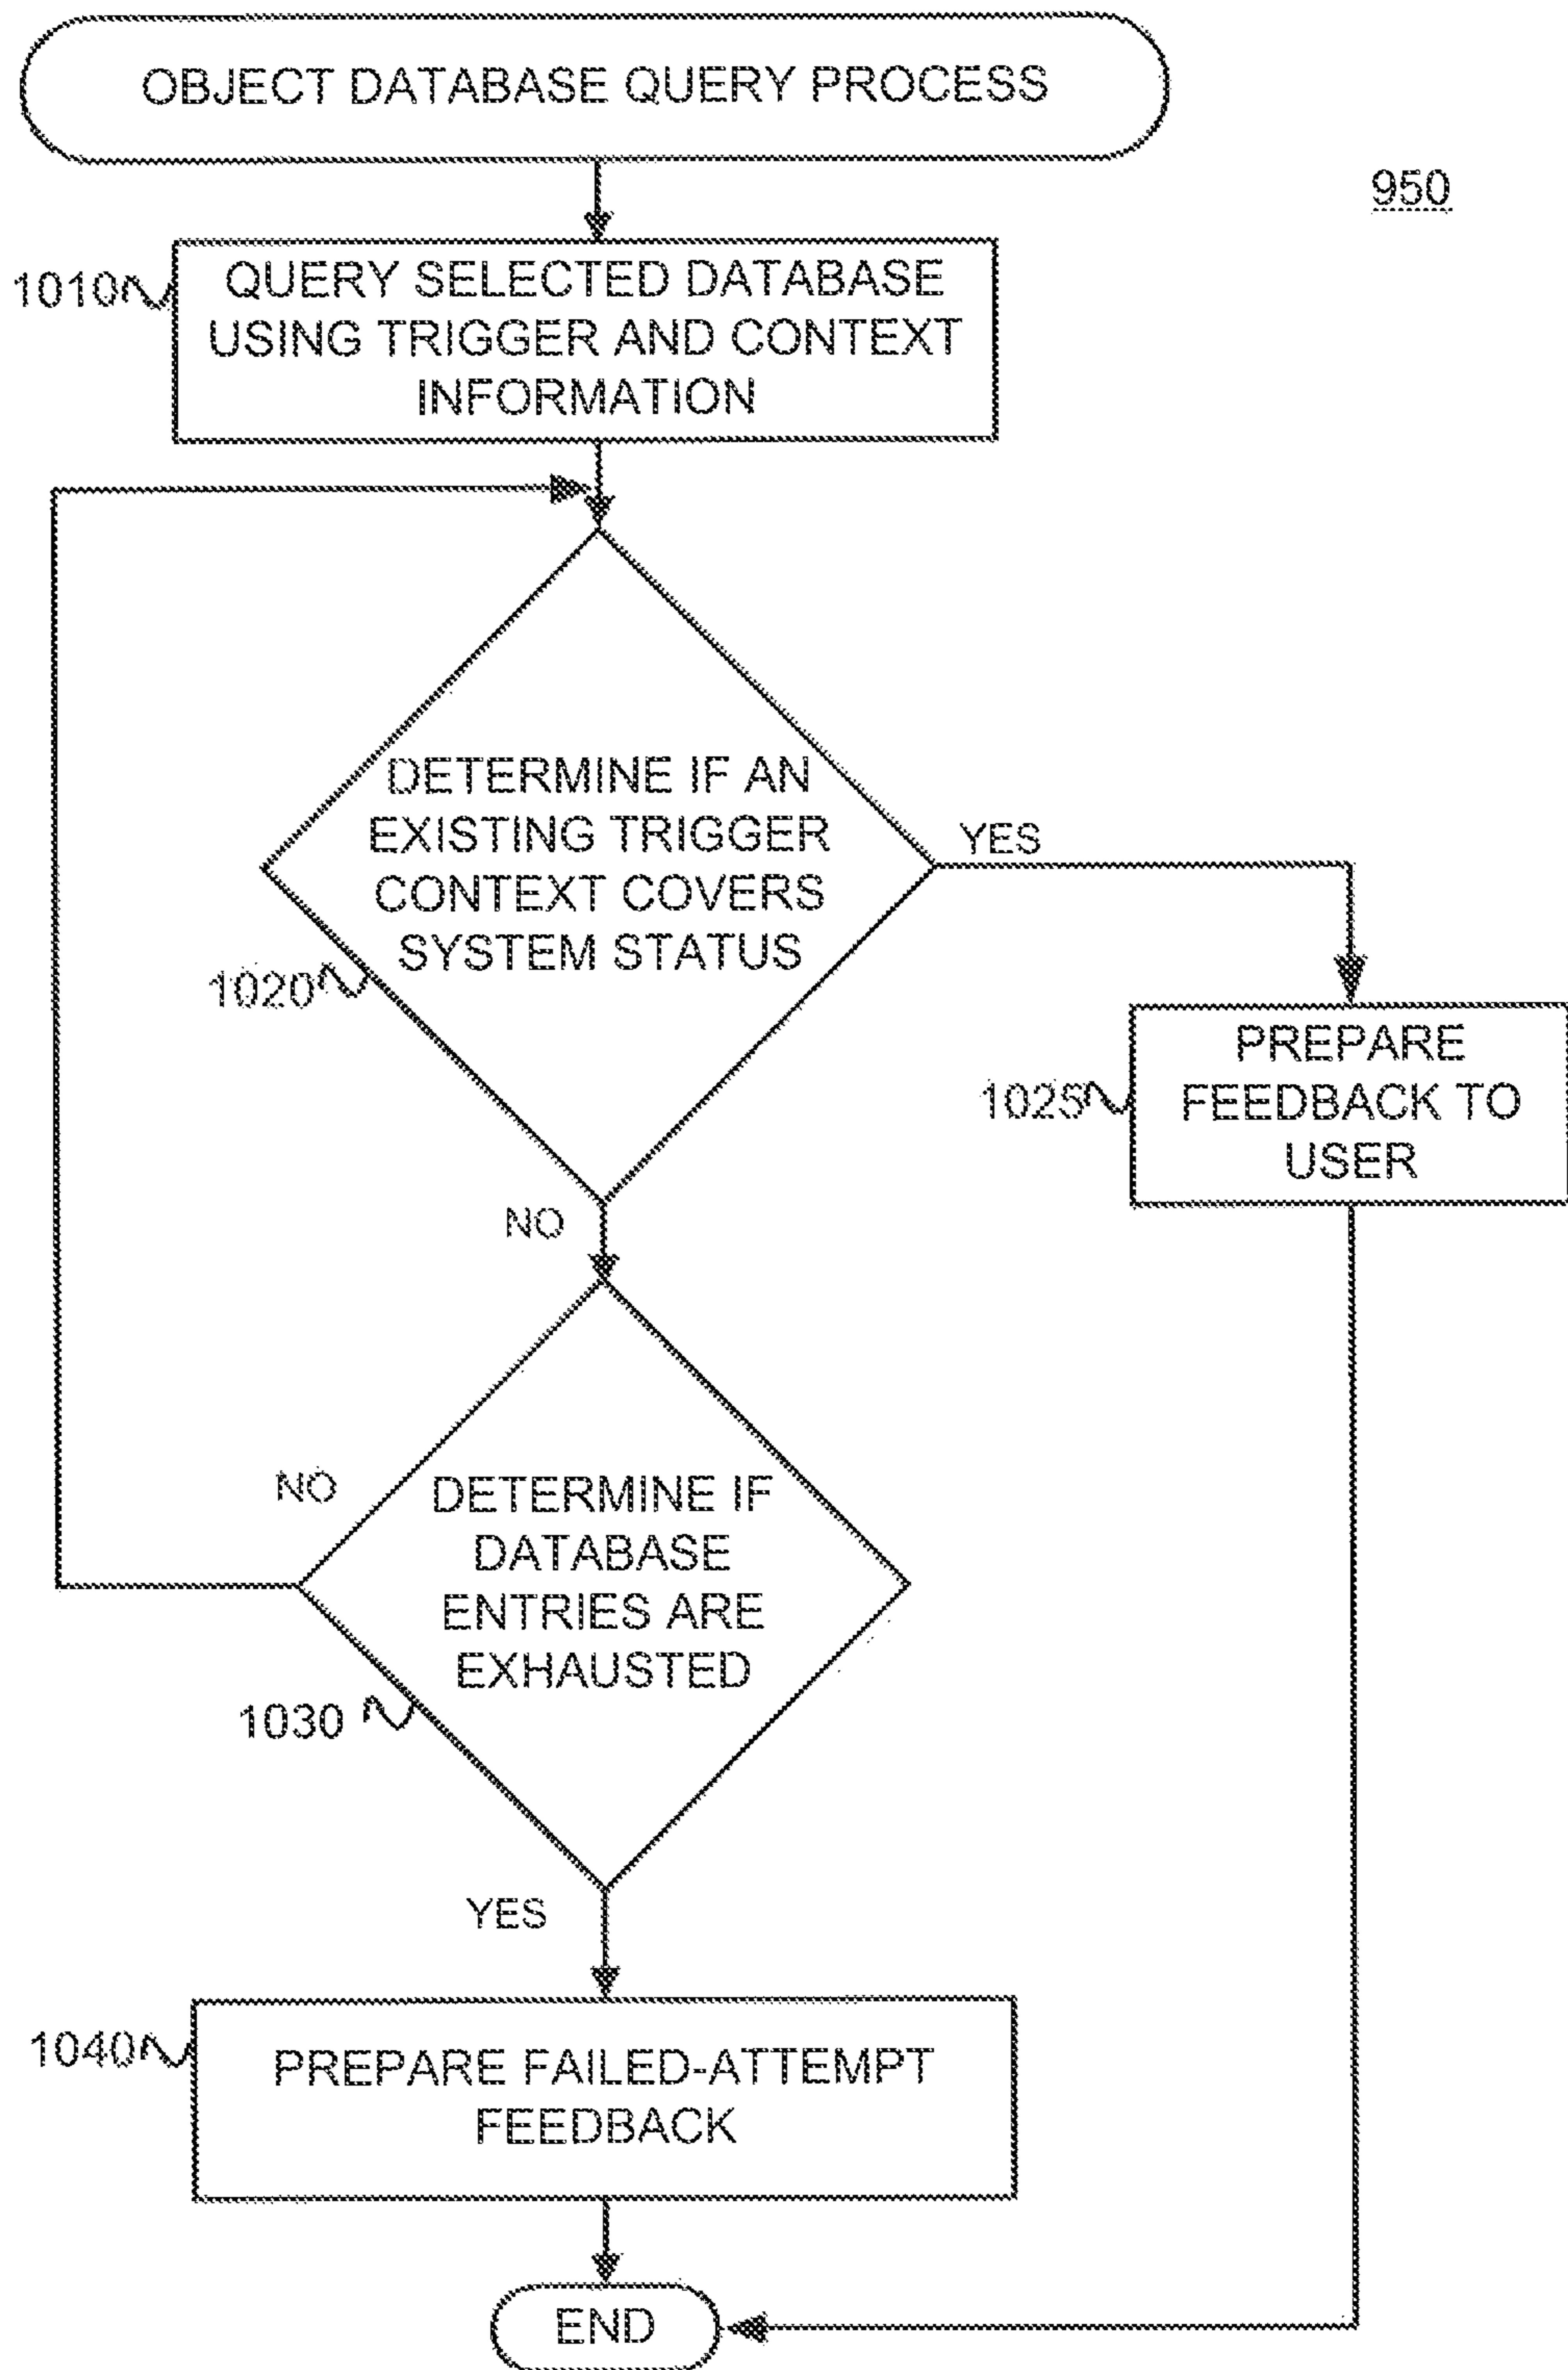 OBJECT DATABASE QUERY PROCESS
950
1010
QUERY SELECTED DATABASE
USING TRIGGER AND CONTEXT
INFORMATION
DETERMINE IF AN
EXISTING TRIGGER
CONTEXT COVERS
SYSTEM STATUS
YES
1020
PREPARE
FEEDBACK TO
USER
1025
NO
NO
DETERMINE IF
DATABASE
ENTRIES ARE
EXHAUSTED
1030
YES
1040
PREPARE FAILED-ATTEMPT
FEEDBACK
END